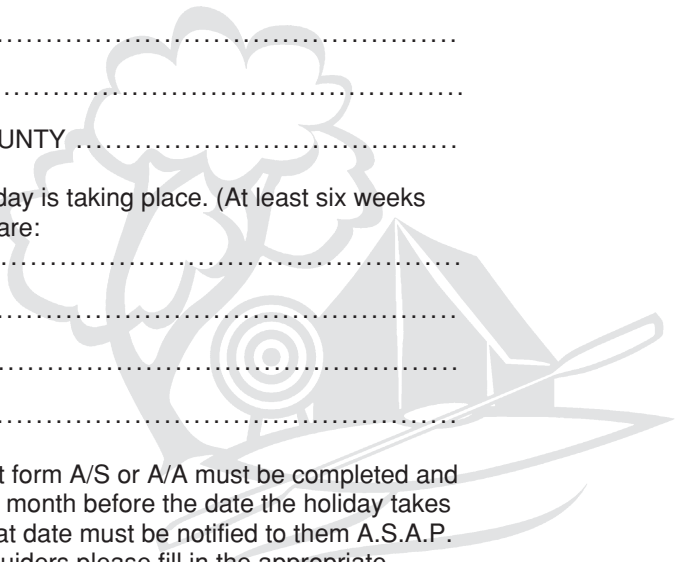 ……………………………………………
……………………………………………
UNTY ……………………………………
day is taking place. (At least six weeks
are:
……………………………………………
……………………………………………
……………………………………………
……………………………………………
t form A/S or A/A must be completed and
month before the date the holiday takes
at date must be notified to them A.S.A.P.
uiders please fill in the appropriate